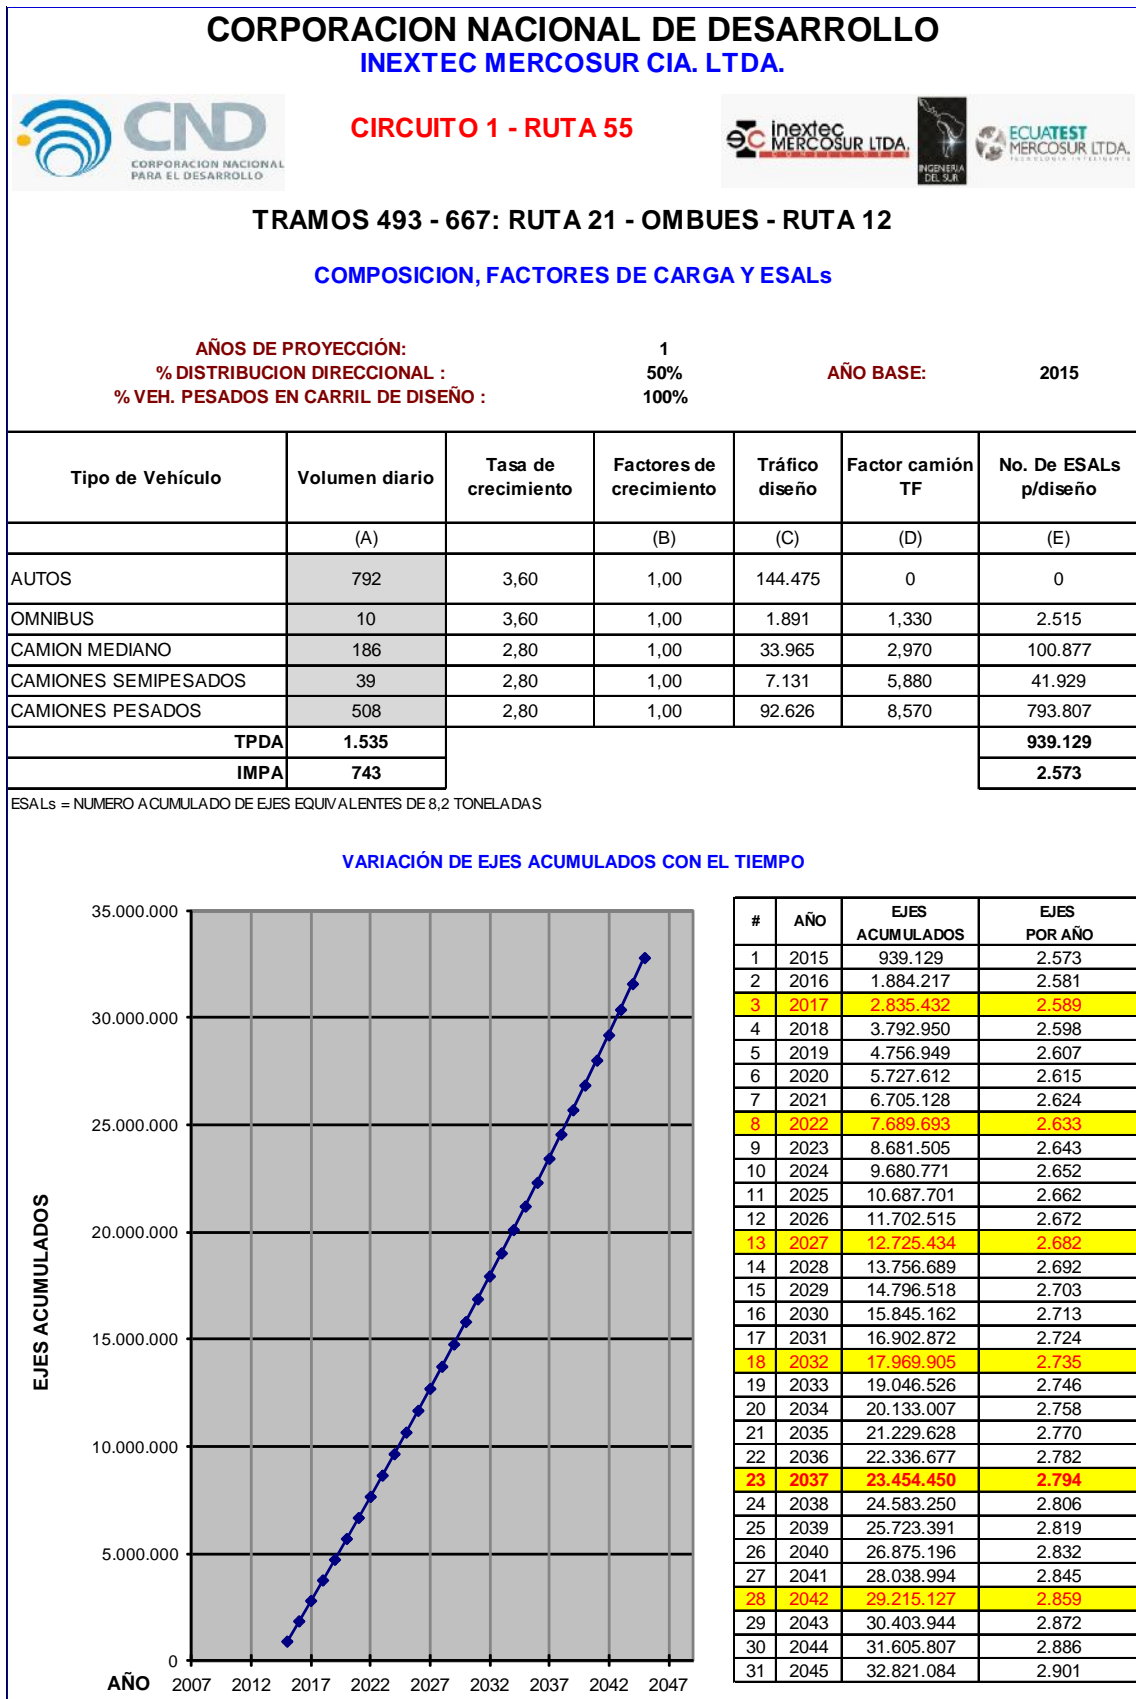 CORPORACION NACIONAL DE DESARROLLO
INEXTEC MERCOSUR CIA. LTDA.
CND
CORPORACION NACIONAL
PARA EL DESARROLLO
CIRCUITO 1 - RUTA 55
inextec
MERCOSUR LTDA.
CONSULTORES
INGENIERIA
DEL SUR
ECUATEST
MERCOSUR LTDA.
TECNOLOGIA INTELIGENTE
TRAMOS 493 - 667: RUTA 21 - OMBUES - RUTA 12
COMPOSICION, FACTORES DE CARGA Y ESALs
AÑOS DE PROYECCIÓN: 1
% DISTRIBUCION DIRECCIONAL : 50% AÑO BASE: 2015
% VEH. PESADOS EN CARRIL DE DISEÑO : 100%
Tipo de Vehículo Volumen diario Tasa de crecimiento Factores de crecimiento Tráfico diseño Factor camión TF No. De ESALs p/diseño
(A) (B) (C) (D) (E)
AUTOS 792 3,60 1,00 144.475 0 0
OMNIBUS 10 3,60 1,00 1.891 1,330 2.515
CAMION MEDIANO 186 2,80 1,00 33.965 2,970 100.877
CAMIONES SEMIPESADOS 39 2,80 1,00 7.131 5,880 41.929
CAMIONES PESADOS 508 2,80 1,00 92.626 8,570 793.807
TPDA 1.535 939.129
IMPA 743 2.573
ESALs = NUMERO ACUMULADO DE EJES EQUIVALENTES DE 8,2 TONELADAS
VARIACIÓN DE EJES ACUMULADOS CON EL TIEMPO
EJES ACUMULADOS
35.000.000
30.000.000
25.000.000
20.000.000
15.000.000
10.000.000
5.000.000
0
AÑO 2007 2012 2017 2022 2027 2032 2037 2042 2047
# AÑO EJES ACUMULADOS EJES POR AÑO
1 2015 939.129 2.573
2 2016 1.884.217 2.581
3 2017 2.835.432 2.589
4 2018 3.792.950 2.598
5 2019 4.756.949 2.607
6 2020 5.727.612 2.615
7 2021 6.705.128 2.624
8 2022 7.689.693 2.633
9 2023 8.681.505 2.643
10 2024 9.680.771 2.652
11 2025 10.687.701 2.662
12 2026 11.702.515 2.672
13 2027 12.725.434 2.682
14 2028 13.756.689 2.692
15 2029 14.796.518 2.703
16 2030 15.845.162 2.713
17 2031 16.902.872 2.724
18 2032 17.969.905 2.735
19 2033 19.046.526 2.746
20 2034 20.133.007 2.758
21 2035 21.229.628 2.770
22 2036 22.336.677 2.782
23 2037 23.454.450 2.794
24 2038 24.583.250 2.806
25 2039 25.723.391 2.819
26 2040 26.875.196 2.832
27 2041 28.038.994 2.845
28 2042 29.215.127 2.859
29 2043 30.403.944 2.872
30 2044 31.605.807 2.886
31 2045 32.821.084 2.901